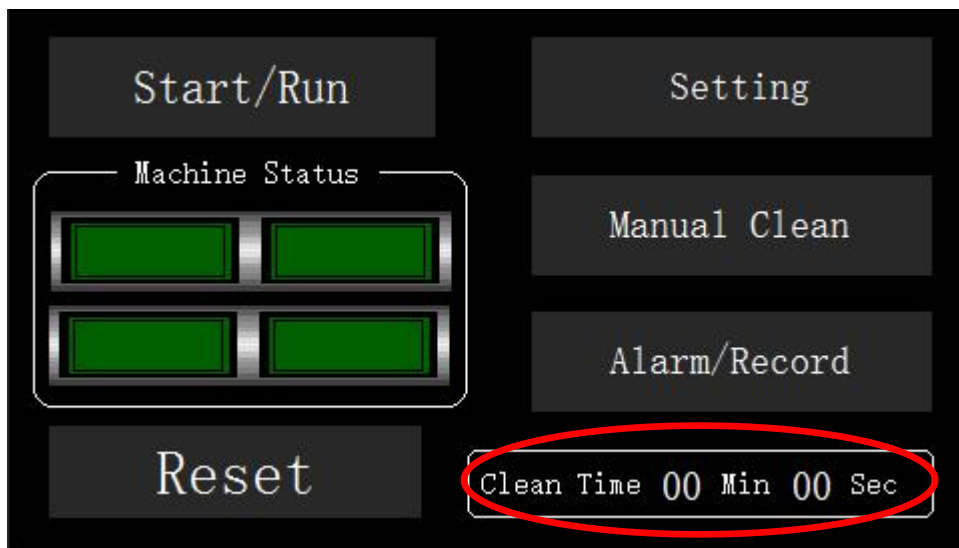 Start/Run
Setting
Machine Status
Manual Clean
Alarm/Record
Reset
Clean Time 00 Min 00 Sec